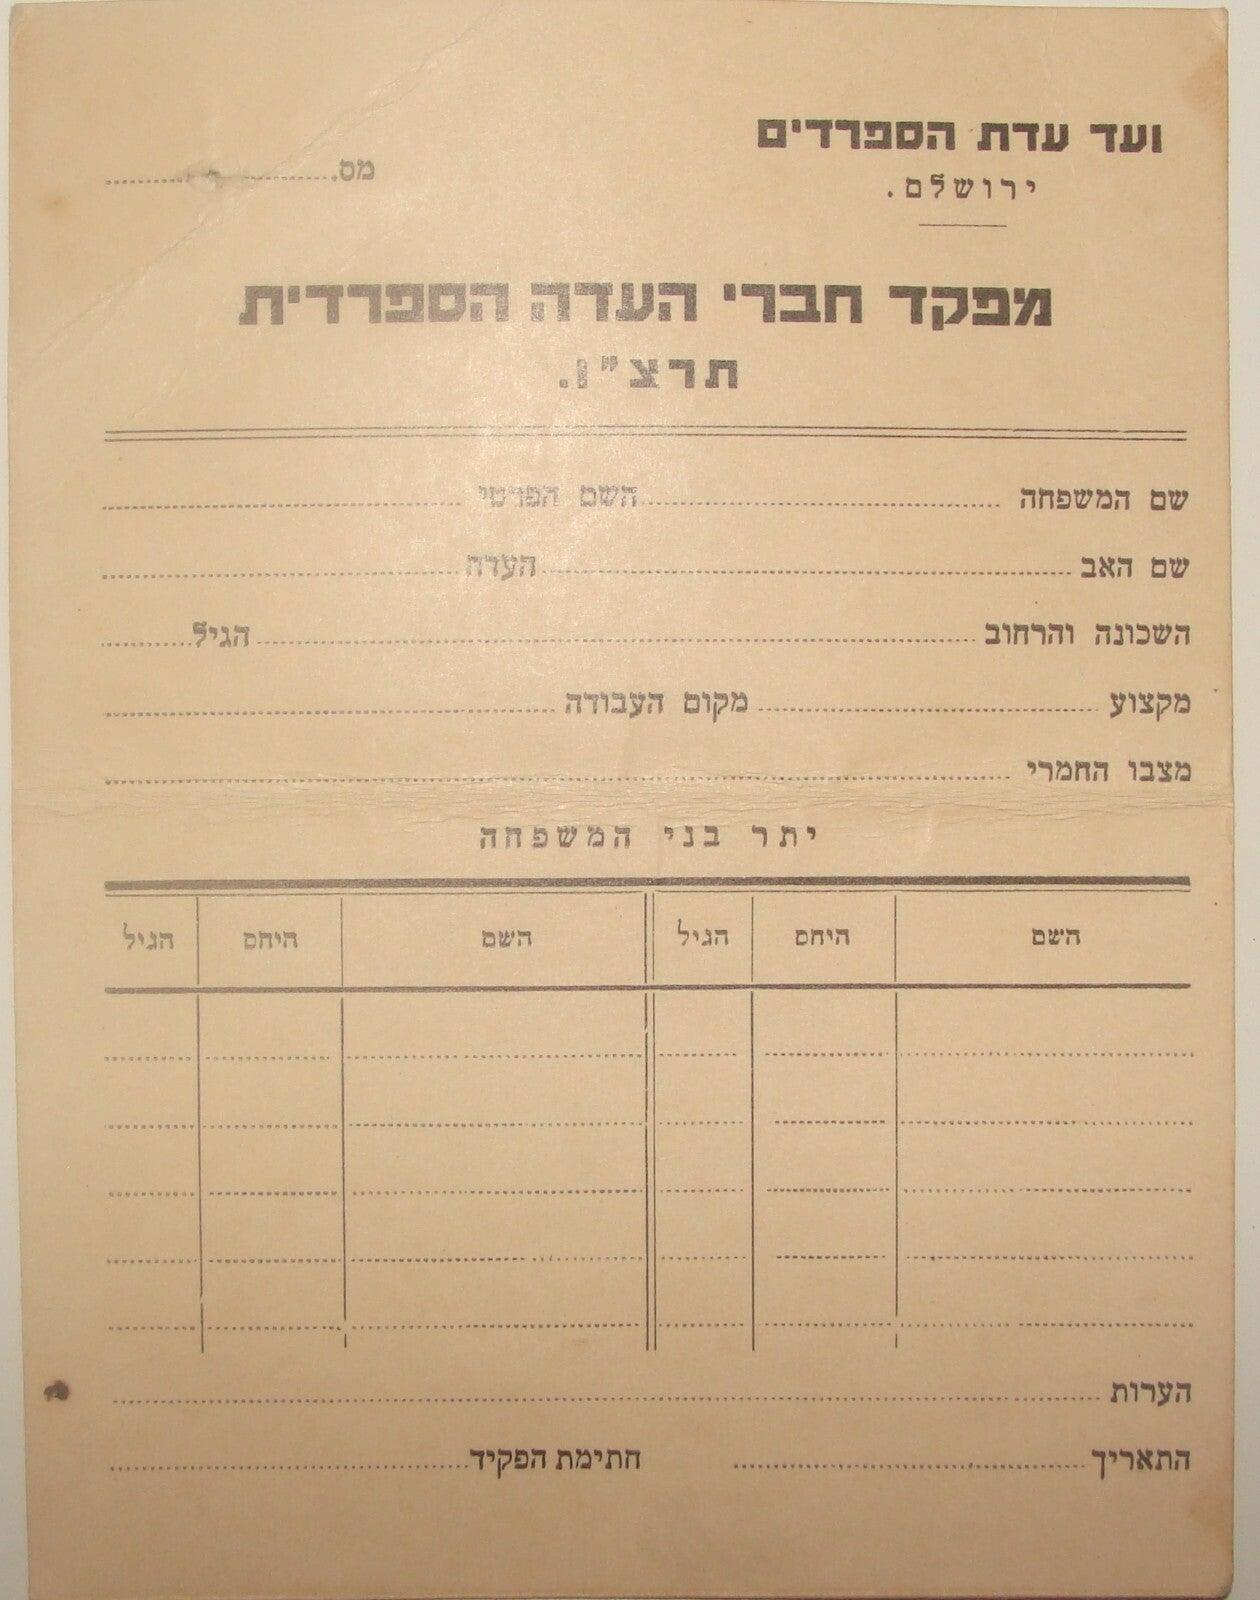 ועד עדת הספרדים
ירושלם.
מס.
מפקד חברי העדה הספרדית
תרצ"ו.
שם המשפחה השם הפרטי
שם האב העדה
השכונה והרחוב הגיל
מקצוע מקום העבודה
מצבו החמרי
יתר בני המשפחה
השם היחס הגיל השם היחס הגיל
הערות
התאריך חתימת הפקיד